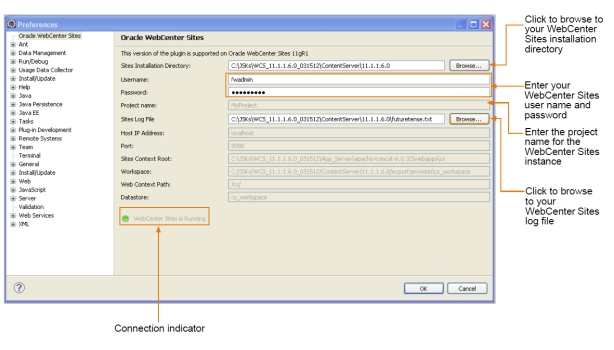 Preferences
Oracle WebCenter Sites
Ant
Data Management
Run/Debug
Usage Data Collector
Install/Update
Help
Java
Java Persistence
Java EE
Tasks
Plug-in Development
Remote Systems
Team
Terminal
General
Install/Update
Web
JavaScript
Server
Validation
Web Services
XML
Oracle WebCenter Sites
This version of the plugin is supported on Oracle WebCenter Sites 11gR1
Sites Installation Directory: C:\JSKs\WCS_11.1.1.6.0_031512\ContentServer\11.1.1.6.0 Browse...
Username: fwadmin
Password: ●●●●●●●●●
Project name: MyProject
Sites Log File C:\JSKs\WCS_11.1.1.6.0_031512\ContentServer\11.1.1.6.0\futuretense.txt Browse...
Host IP Address: localhost
Port: 8080
Sites Context Root: C:\JSKs\WCS_11.1.1.6.0_031512\App_Server\apache-tomcat-6.0.32\webapps\cs
Workspace: C:\JSKs\WCS_11.1.1.6.0_031512\ContentServer\11.1.1.6.0\export\envision\cs_workspace
Web Context Path: /cs/
Datastore: cs_workspace
WebCenter Sites is Running
OK Cancel
Click to browse to
your WebCenter
Sites installation
directory
Enter your
WebCenter Sites
user name and
password
Enter the project
name for the
WebCenter Sites
instance
Click to browse
to your
WebCenter Sites
log file
Connection indicator